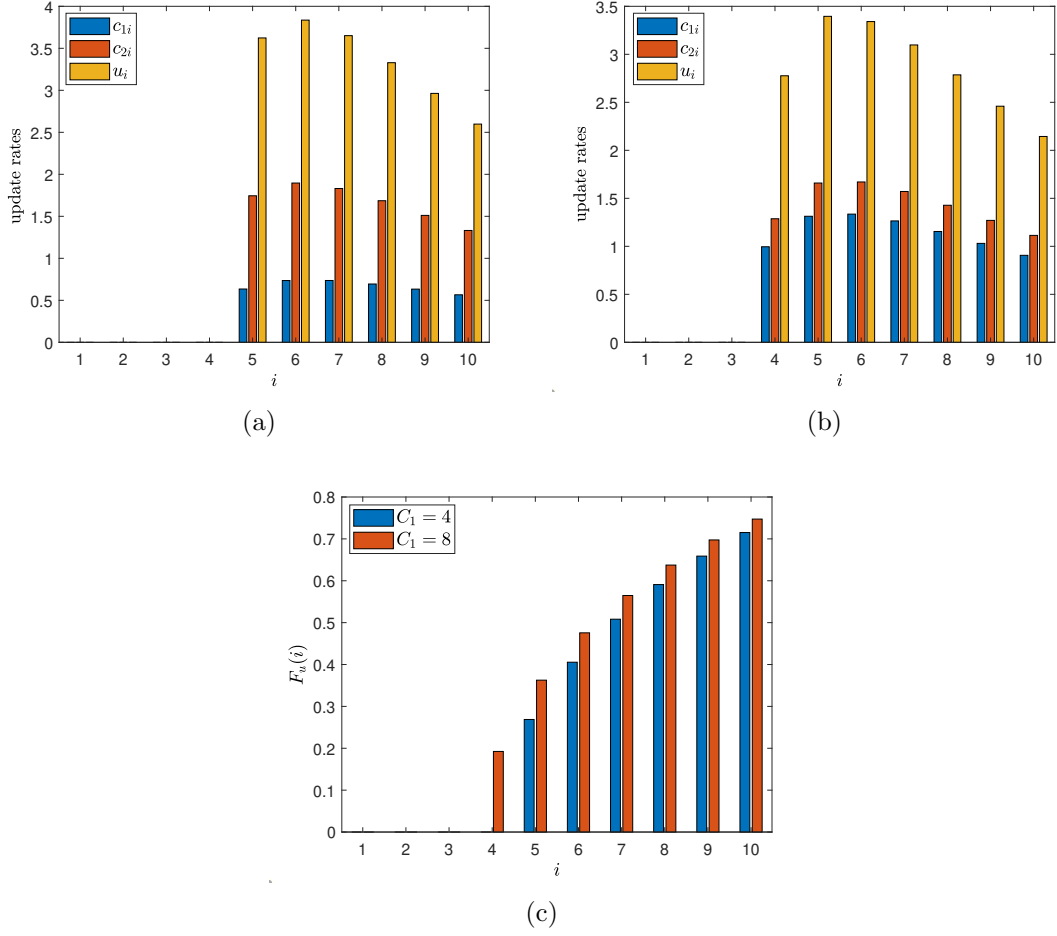 4
3.5
3
2.5
2
1.5
1
0.5
0
update rates
c₁ᵢ
c₂ᵢ
uᵢ
1 2 3 4 5 6 7 8 9 10
i
(a)
3.5
3
2.5
2
1.5
1
0.5
0
update rates
c₁ᵢ
c₂ᵢ
uᵢ
1 2 3 4 5 6 7 8 9 10
i
(b)
0.8
0.7
0.6
0.5
0.4
0.3
0.2
0.1
0
Fᵤ(i)
C₁ = 4
C₁ = 8
1 2 3 4 5 6 7 8 9 10
i
(c)